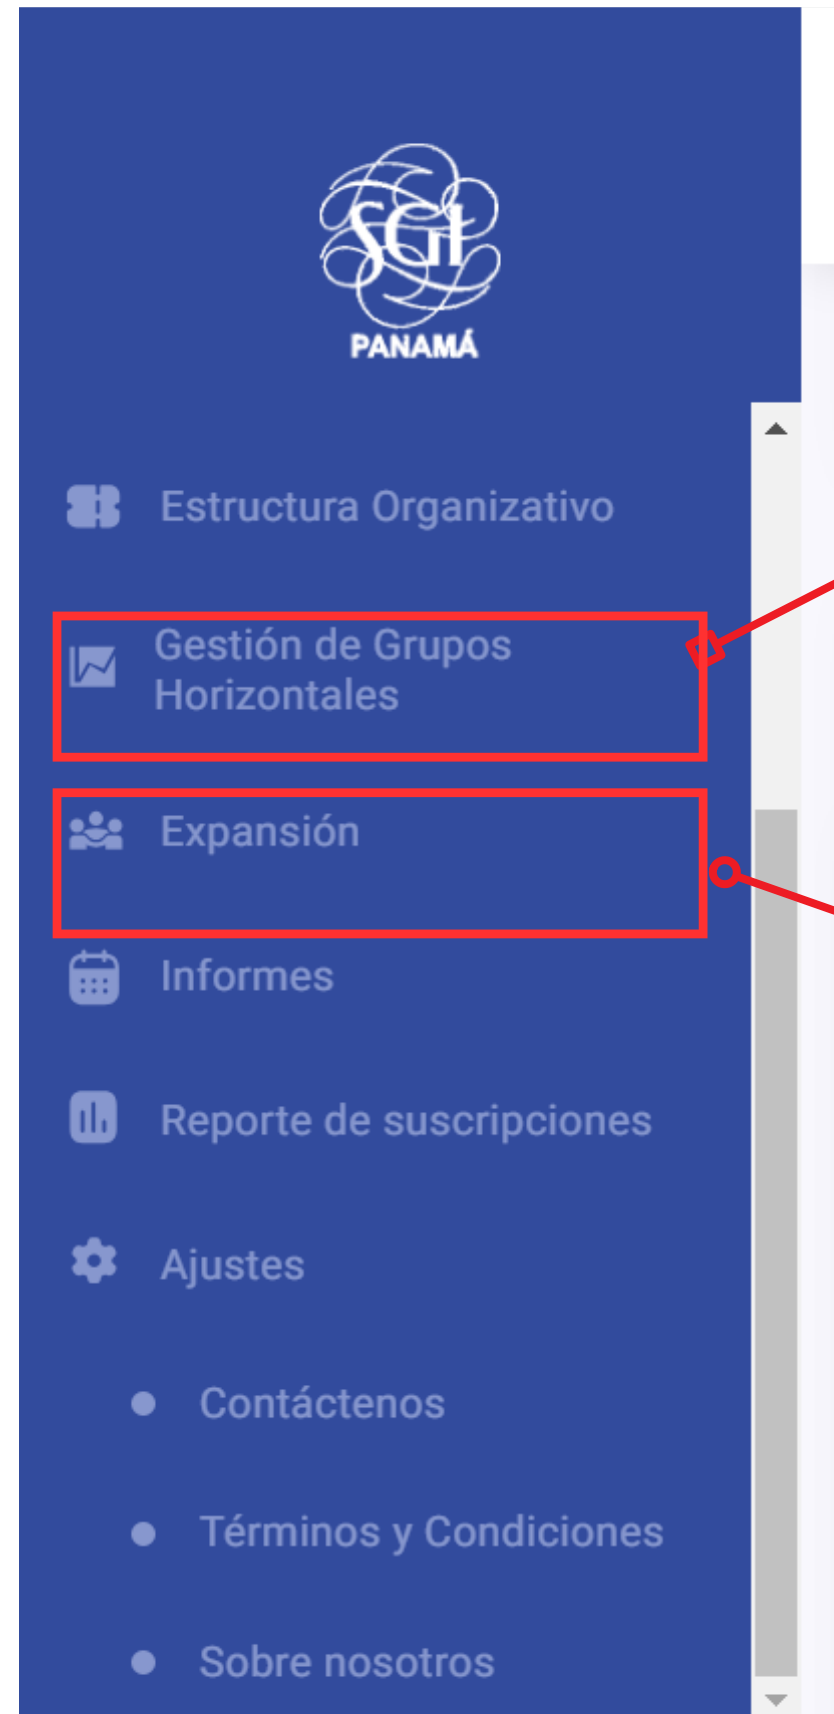 SGI
PANAMÁ
Estructura Organizativo
Gestión de Grupos
Horizontales
Expansión
Informes
Reporte de suscripciones
Ajustes
Contáctenos
Términos y Condiciones
Sobre nosotros